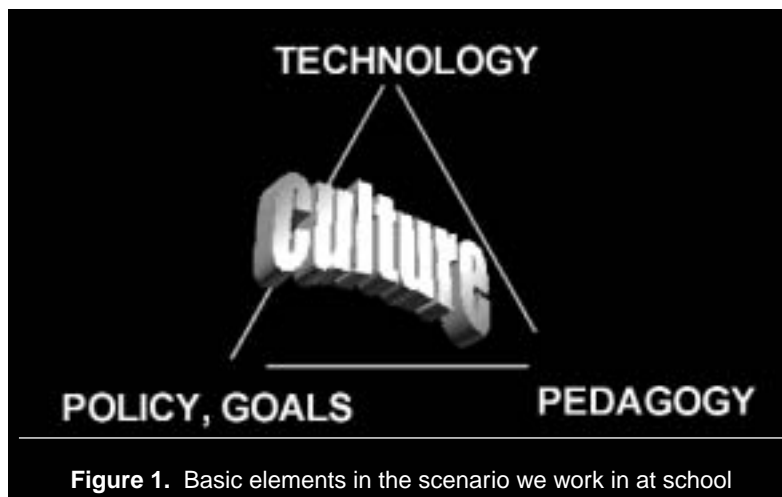 TECHNOLOGY
culture
POLICY, GOALS
PEDAGOGY
Figure 1. Basic elements in the scenario we work in at school